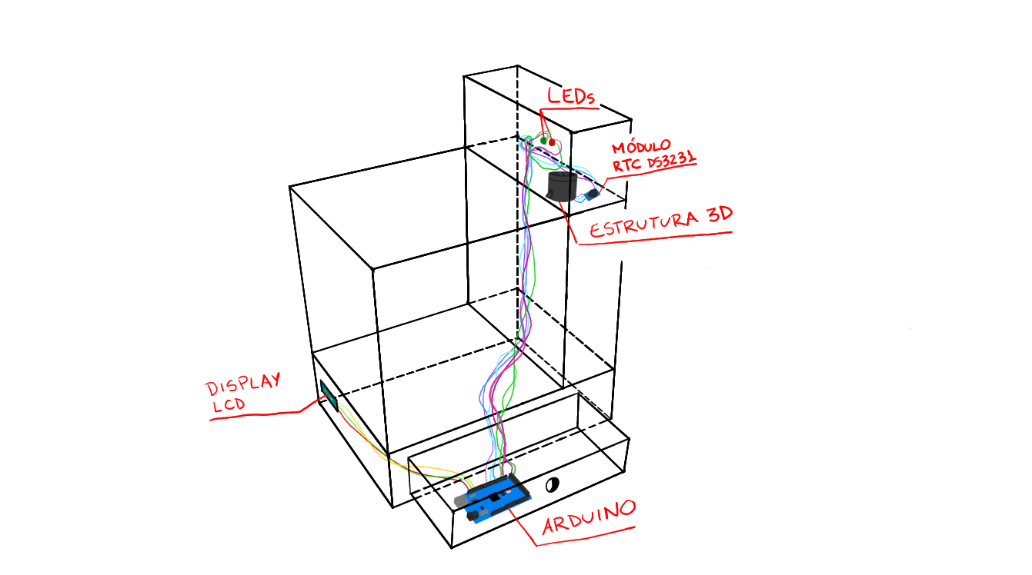 LEDs
MÓDULO
RTC DS3231
ESTRUTURA 3D
DISPLAY
LCD
ARDUINO